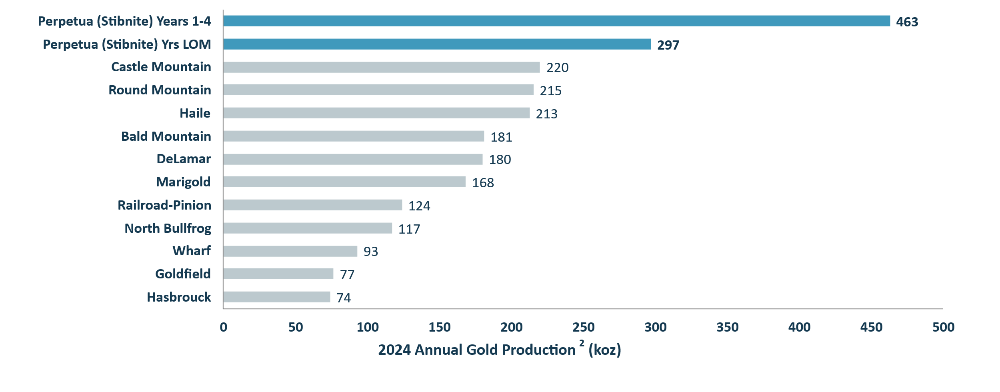 Perpetua (Stibnite) Years 1-4 463
Perpetua (Stibnite) Yrs LOM 297
Castle Mountain 220
Round Mountain 215
Haile 213
Bald Mountain 181
DeLamar 180
Marigold 168
Railroad-Pinion 124
North Bullfrog 117
Wharf 93
Goldfield 77
Hasbrouck 74
0 50 100 150 200 250 300 350 400 450 500
2024 Annual Gold Production ² (koz)